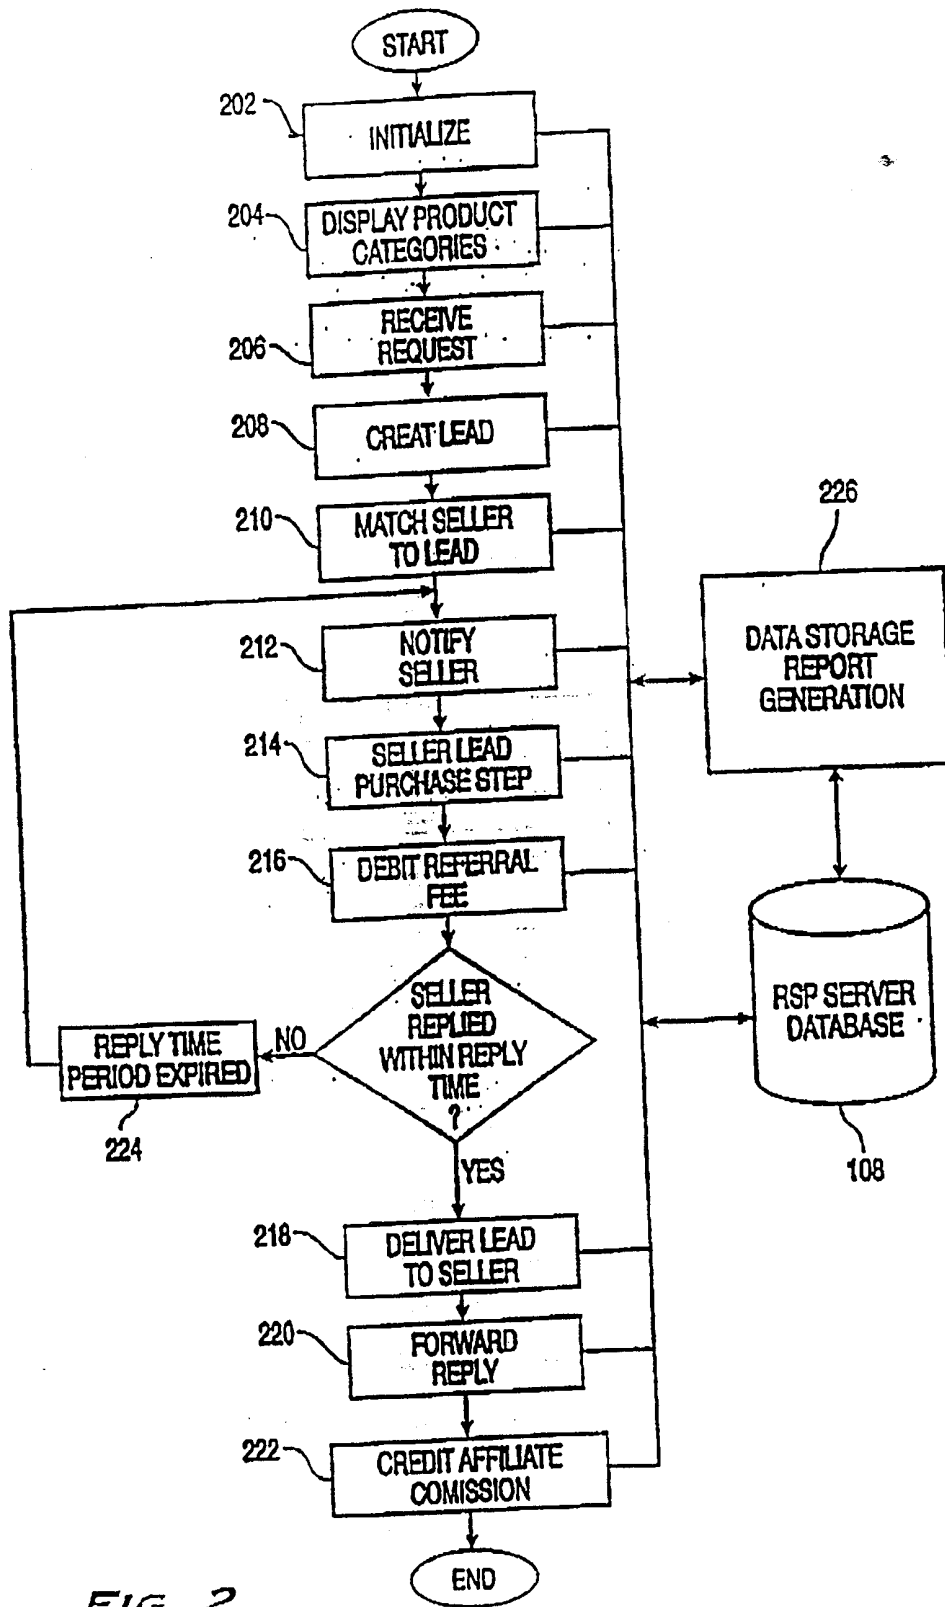 START
202
INITIALIZE
204
DISPLAY PRODUCT
CATEGORIES
206
RECEIVE
REQUEST
208
CREAT LEAD
210
MATCH SELLER
TO LEAD
212
NOTIFY
SELLER
214
SELLER LEAD
PURCHASE STEP
216
DEBIT REFERRAL
FEE
SELLER
REPLIED
WITHIN REPLY
TIME
?
NO
REPLY TIME
PERIOD EXPIRED
224
YES
218
DELIVER LEAD
TO SELLER
220
FORWARD
REPLY
222
CREDIT AFFILIATE
COMISSION
END
226
DATA STORAGE
REPORT
GENERATION
RSP SERVER
DATABASE
108
FIG. 2